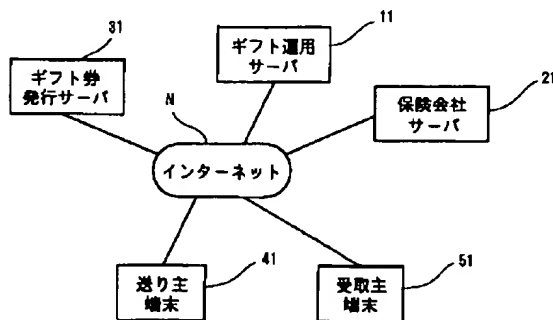 31
ギフト券
発行サーバ
ギフト運用
サーバ
11
保険会社
サーバ
21
N
インターネット
送り主
端末
41
受取主
端末
51